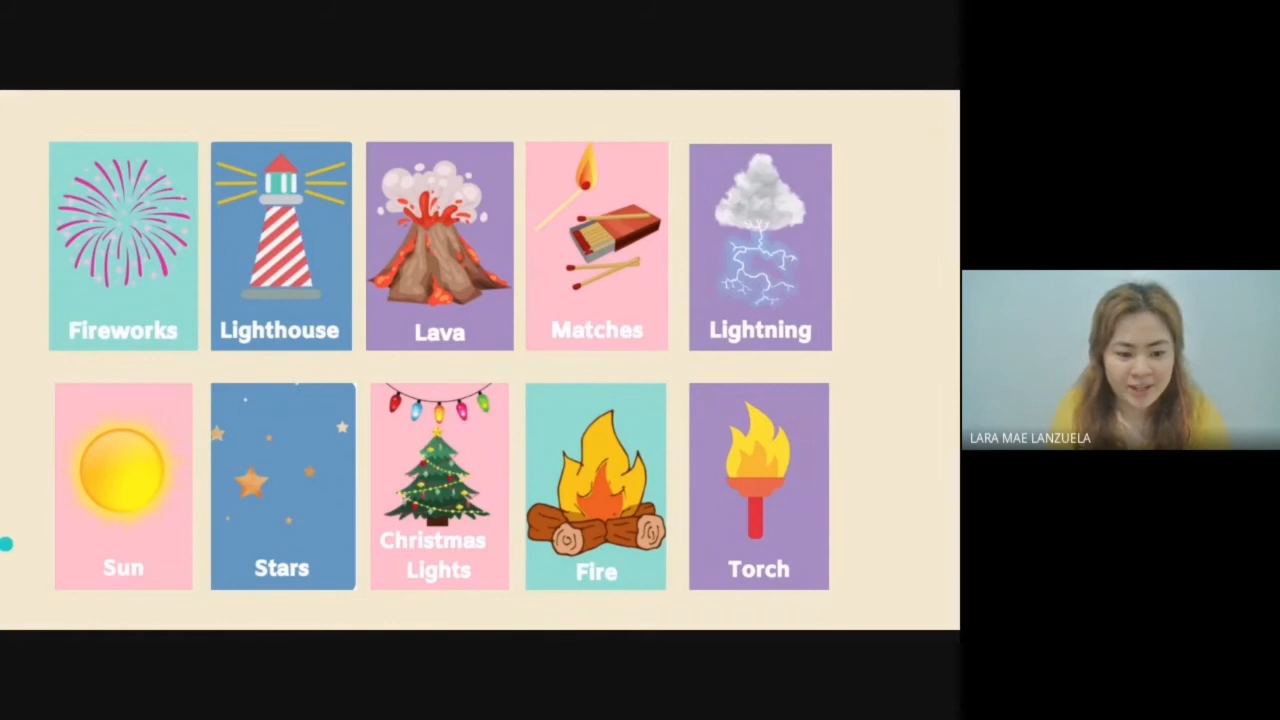 Fireworks
Lighthouse
Lava
Matches
Lightning
Sun
Stars
Christmas
Lights
Fire
Torch
LARA MAE LANZUELA